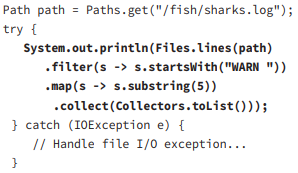 Path path = Paths.get("/fish/sharks.log");
try {
System.out.println(Files.lines(path)
.filter(s -> s.startsWith("WARN "))
.map(s -> s.substring(5))
.collect(Collectors.toList()));
} catch (IOException e) {
// Handle file I/O exception...
}